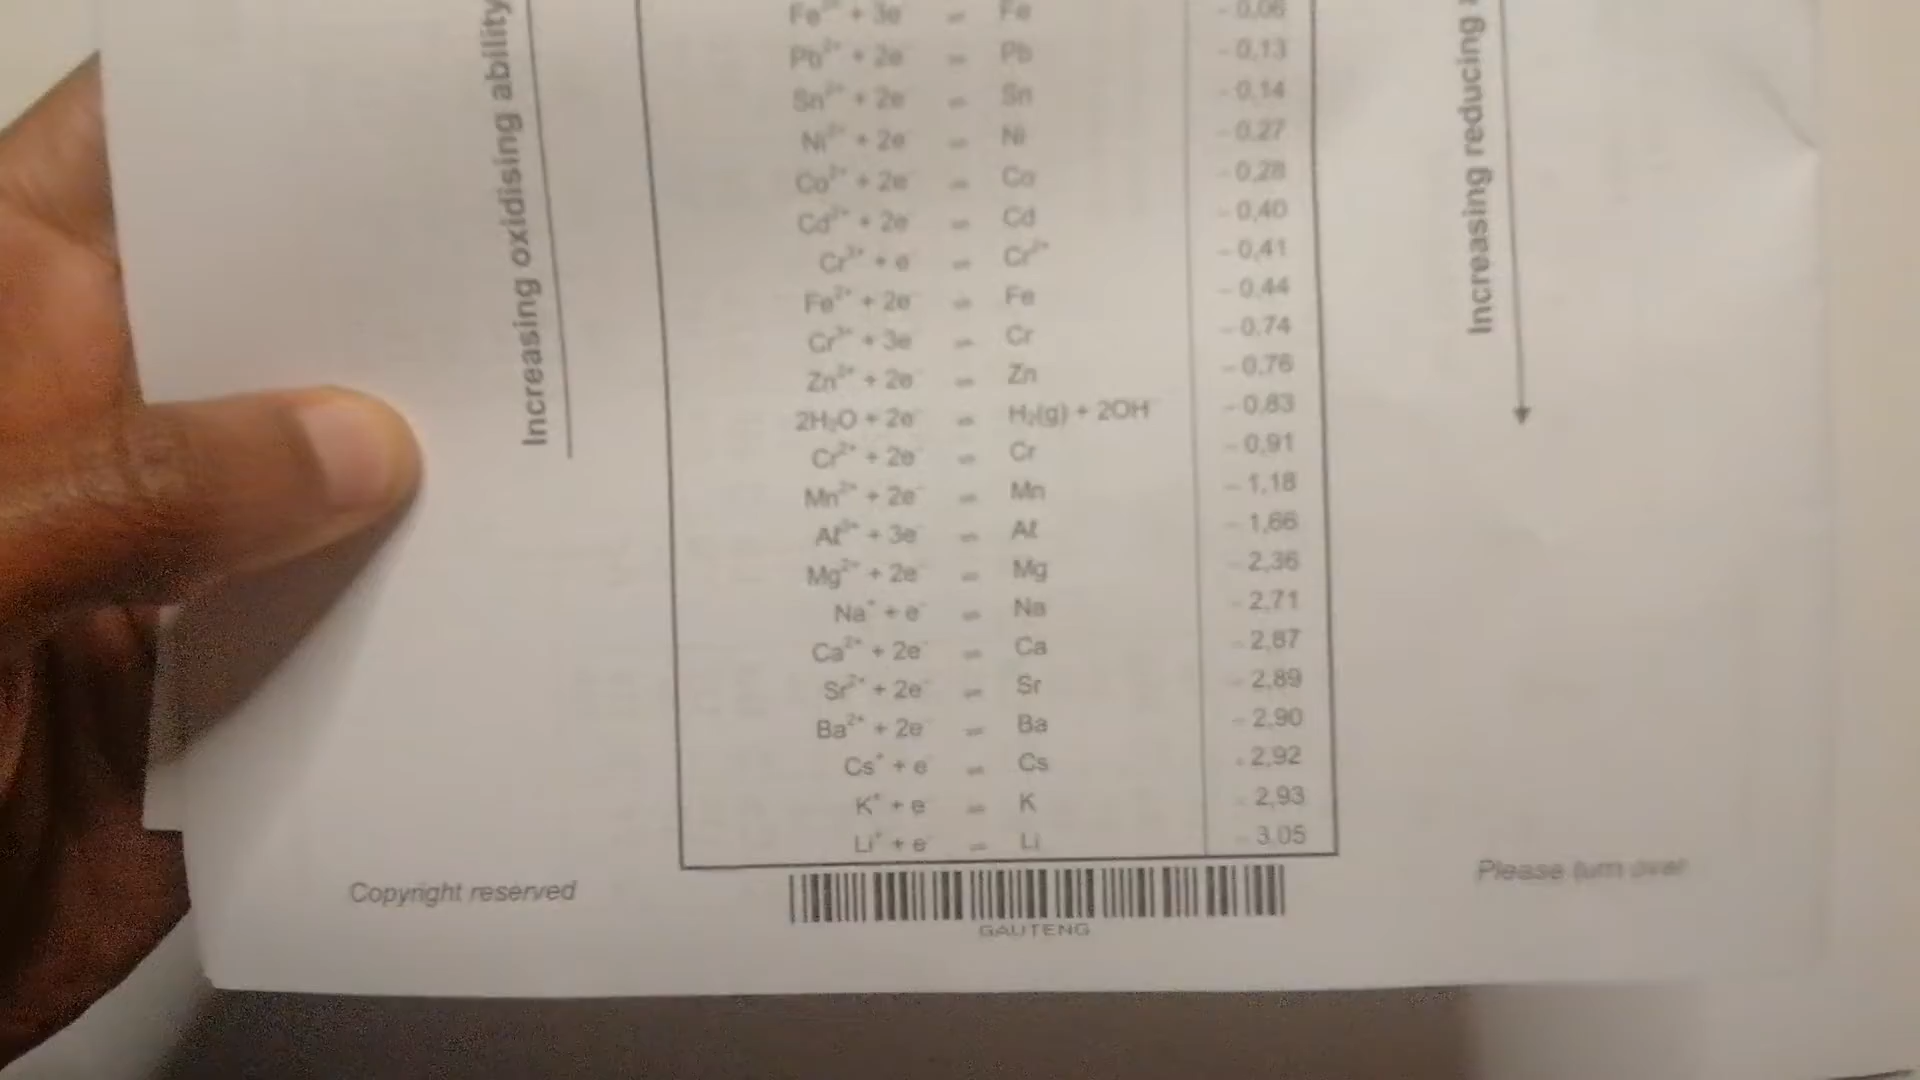 Increasing oxidising ability
Fe³⁺ + 3e⁻ ⇌ Fe - 0,06
Pb²⁺ + 2e⁻ ⇌ Pb - 0,13
Sn²⁺ + 2e⁻ ⇌ Sn - 0,14
Ni²⁺ + 2e⁻ ⇌ Ni - 0,27
Co²⁺ + 2e⁻ ⇌ Co - 0,28
Cd²⁺ + 2e⁻ ⇌ Cd - 0,40
Cr³⁺ + e⁻ ⇌ Cr²⁺ - 0,41
Fe²⁺ + 2e⁻ ⇌ Fe - 0,44
Cr³⁺ + 3e⁻ ⇌ Cr - 0,74
Zn²⁺ + 2e⁻ ⇌ Zn - 0,76
2H₂O + 2e⁻ ⇌ H₂(g) + 2OH⁻ - 0,83
Cr²⁺ + 2e⁻ ⇌ Cr - 0,91
Mn²⁺ + 2e⁻ ⇌ Mn - 1,18
Aℓ³⁺ + 3e⁻ ⇌ Aℓ - 1,66
Mg²⁺ + 2e⁻ ⇌ Mg - 2,36
Na⁺ + e⁻ ⇌ Na - 2,71
Ca²⁺ + 2e⁻ ⇌ Ca - 2,87
Sr²⁺ + 2e⁻ ⇌ Sr - 2,89
Ba²⁺ + 2e⁻ ⇌ Ba - 2,90
Cs⁺ + e⁻ ⇌ Cs - 2,92
K⁺ + e⁻ ⇌ K - 2,93
Li⁺ + e⁻ ⇌ Li - 3,05
Increasing reducing
Copyright reserved
Please turn over
GAUTENG